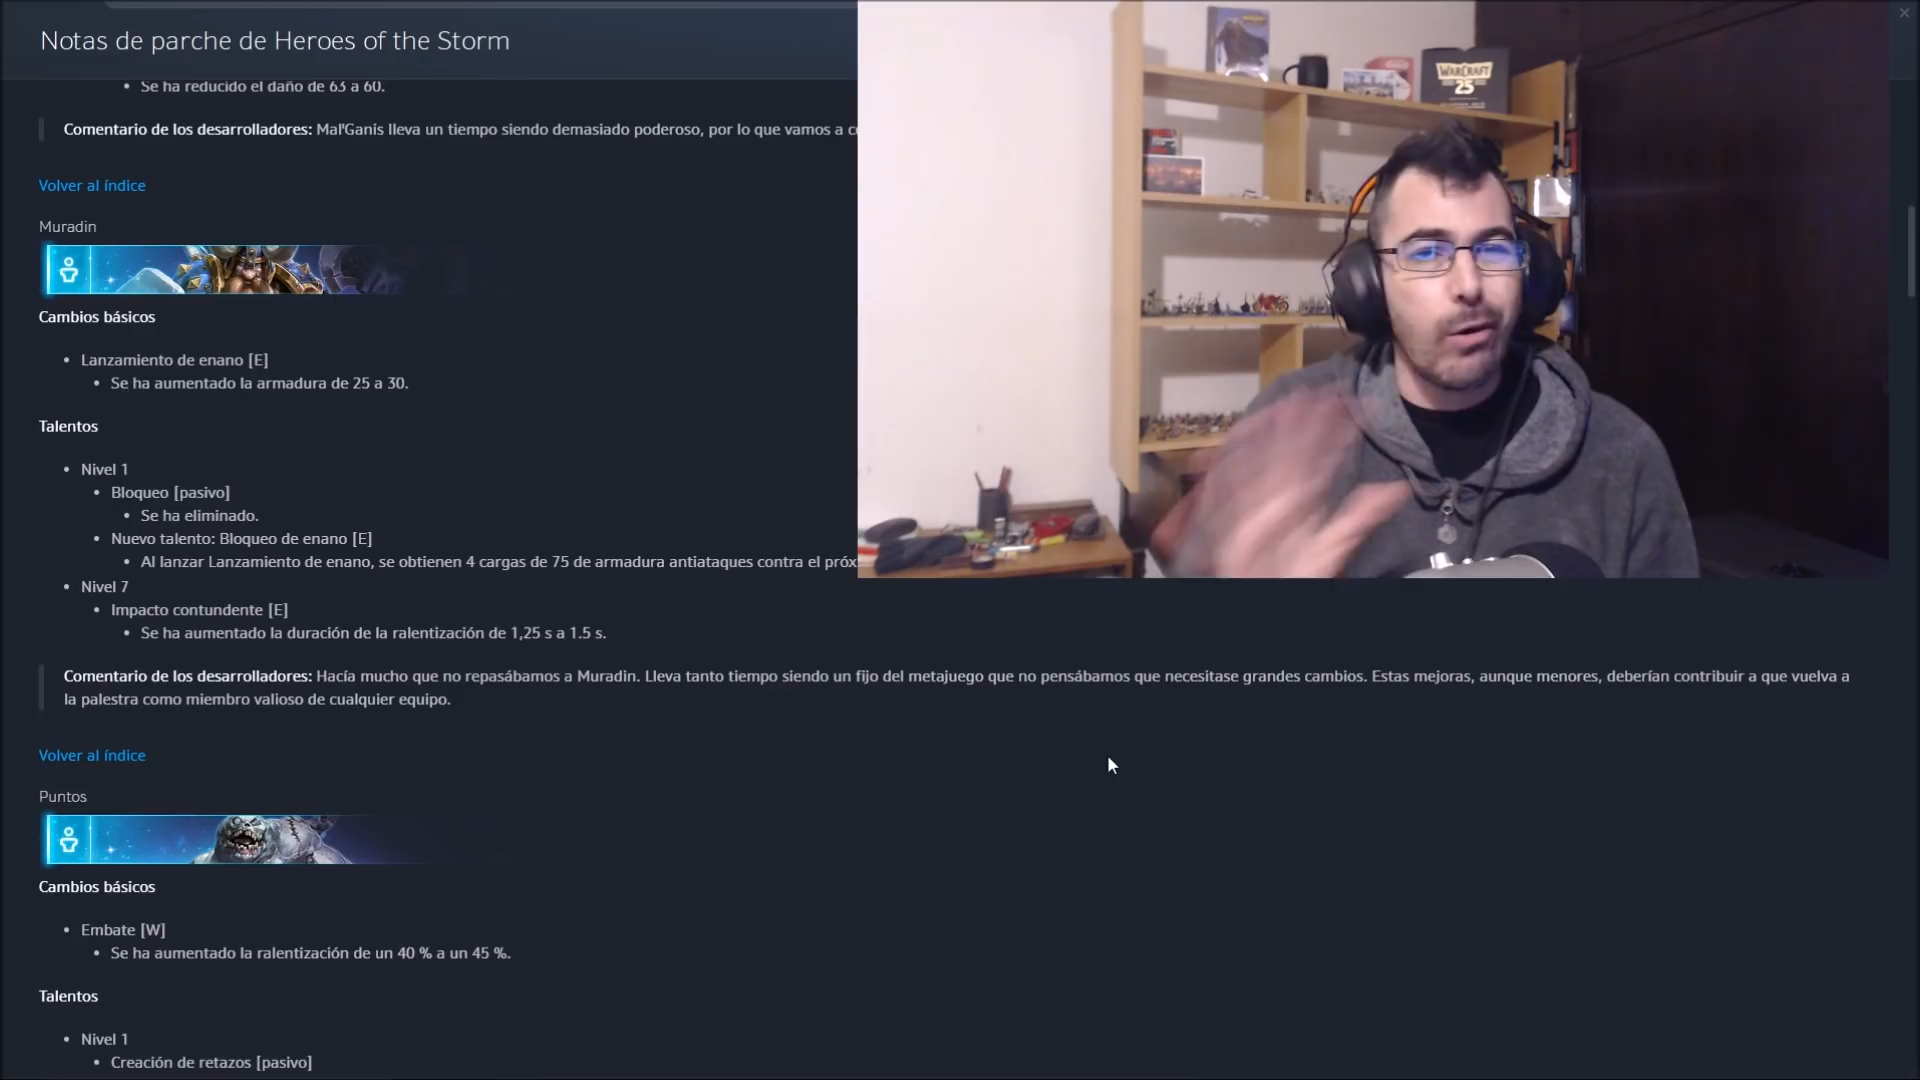 Notas de parche de Heroes of the Storm
Se ha reducido el daño de 63 a 60.
Comentario de los desarrolladores: Mal'Ganis lleva un tiempo siendo demasiado poderoso, por lo que vamos a
Volver al índice
Muradin
Cambios básicos
Lanzamiento de enano [E]
Se ha aumentado la armadura de 25 a 30.
Talentos
Nivel 1
Bloqueo [pasivo]
Se ha eliminado.
Nuevo talento: Bloqueo de enano [E]
Al lanzar Lanzamiento de enano, se obtienen 4 cargas de 75 de armadura antiataques contra el próx
Nivel 7
Impacto contundente [E]
Se ha aumentado la duración de la ralentización de 1,25 s a 1.5 s.
Comentario de los desarrolladores: Hacía mucho que no repasábamos a Muradin. Lleva tanto tiempo siendo un fijo del metajuego que no pensábamos que necesitase grandes cambios. Estas mejoras, aunque menores, deberían contribuir a que vuelva a
la palestra como miembro valioso de cualquier equipo.
Volver al índice
Puntos
Cambios básicos
Embate [W]
Se ha aumentado la ralentización de un 40 % a un 45 %.
Talentos
Nivel 1
Creación de retazos [pasivo]
WARCRAFT
25